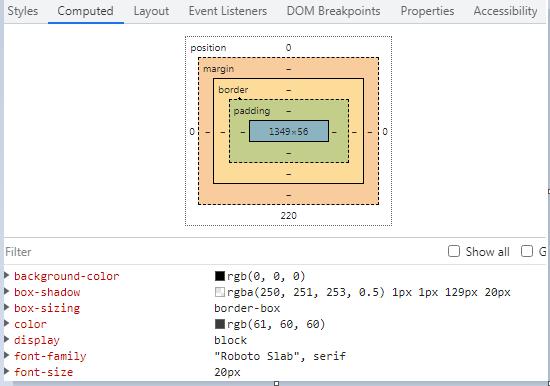 Styles Computed Layout Event Listeners DOM Breakpoints Properties Accessibility
position 0
margin –
border –
padding –
0 – – – 1349×56 – – – 0
–
–
–
220
Filter Show all G
background-color rgb(0, 0, 0)
box-shadow rgba(250, 251, 253, 0.5) 1px 1px 129px 20px
box-sizing border-box
color rgb(61, 60, 60)
display block
font-family "Roboto Slab", serif
font-size 20px